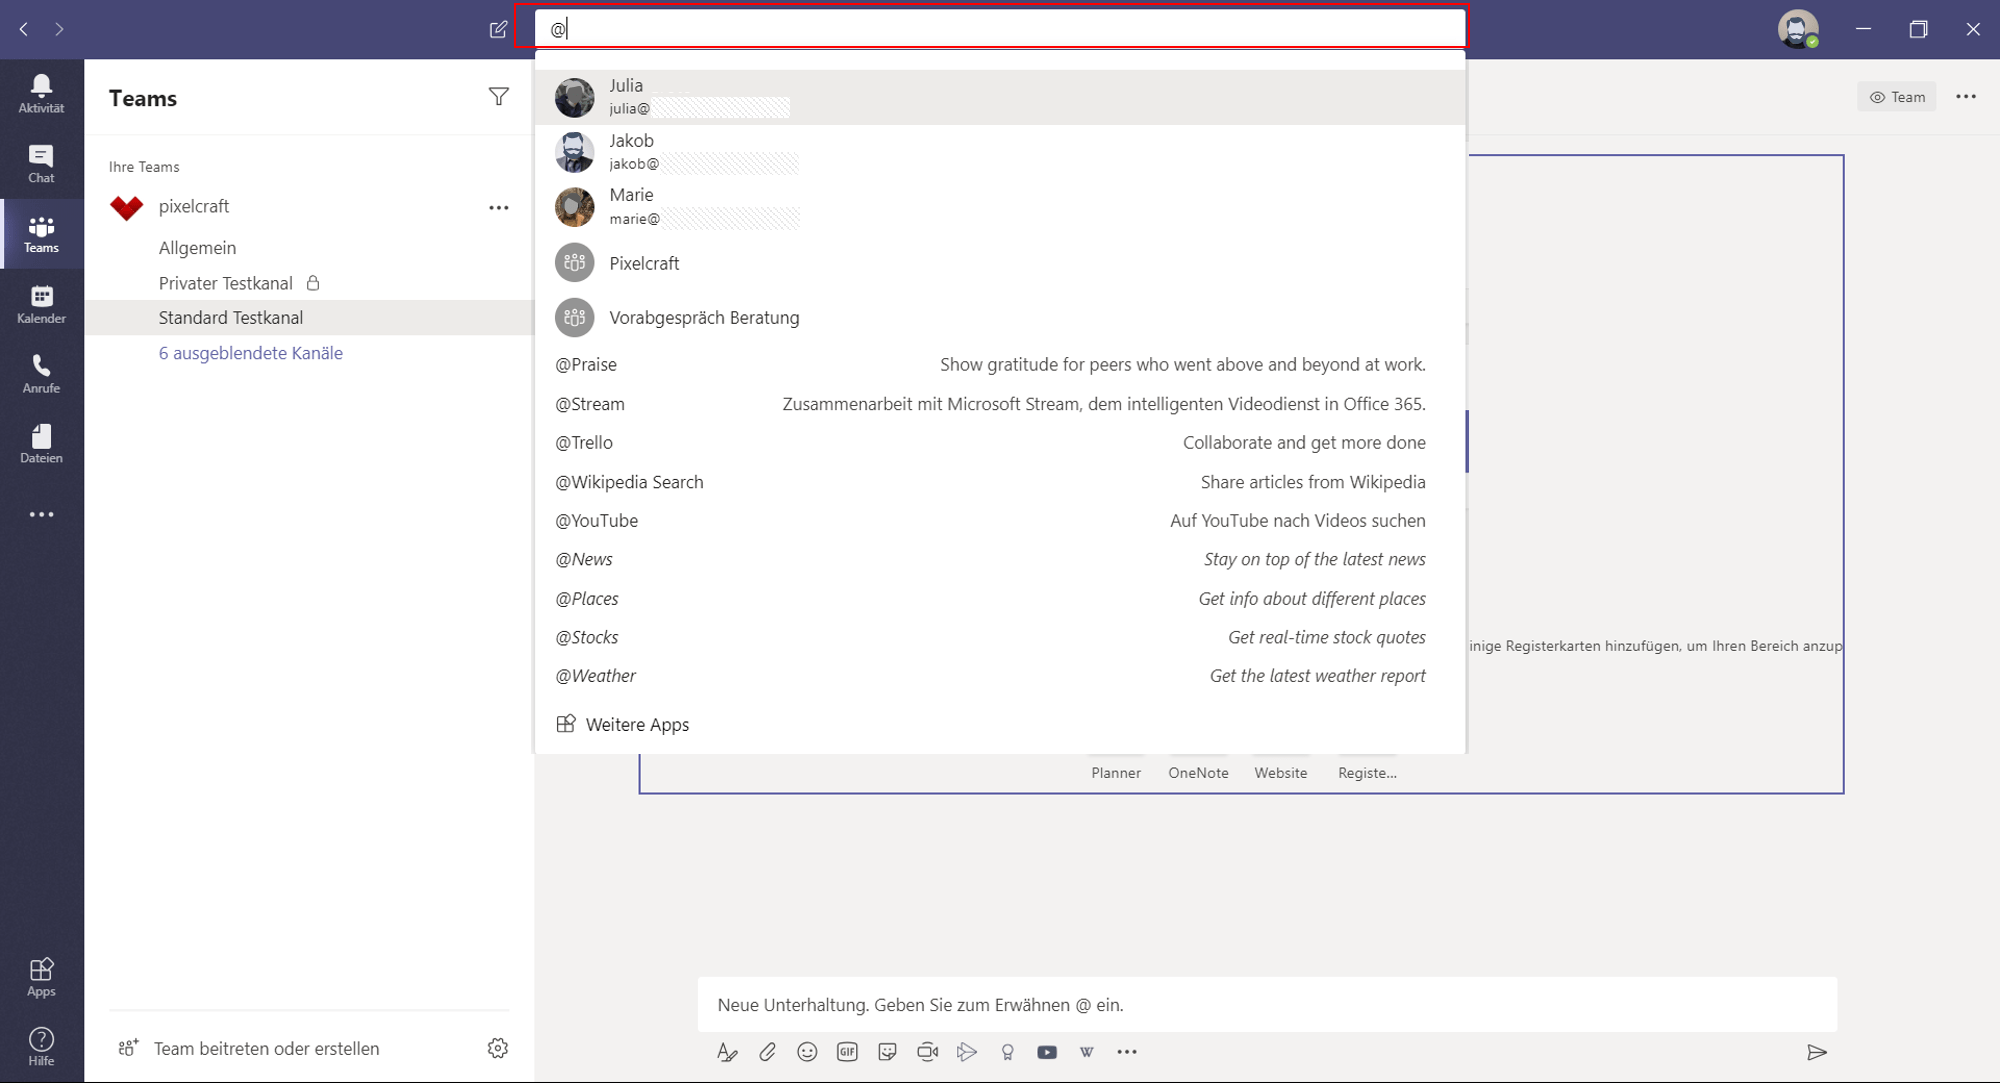 @
Aktivität
Chat
Teams
Kalender
Anrufe
Dateien
Apps
Hilfe
Teams
Ihre Teams
pixelcraft
Allgemein
Privater Testkanal
Standard Testkanal
6 ausgeblendete Kanäle
Team beitreten oder erstellen
Julia
julia@
Jakob
jakob@
Marie
marie@
Pixelcraft
Vorabgespräch Beratung
@Praise Show gratitude for peers who went above and beyond at work.
@Stream Zusammenarbeit mit Microsoft Stream, dem intelligenten Videodienst in Office 365.
@Trello Collaborate and get more done
@Wikipedia Search Share articles from Wikipedia
@YouTube Auf YouTube nach Videos suchen
@News Stay on top of the latest news
@Places Get info about different places
@Stocks Get real-time stock quotes
@Weather Get the latest weather report
Weitere Apps
Team
inige Registerkarten hinzufügen, um Ihren Bereich anzup
Planner OneNote Website Registe...
Neue Unterhaltung. Geben Sie zum Erwähnen @ ein.
GIF
W